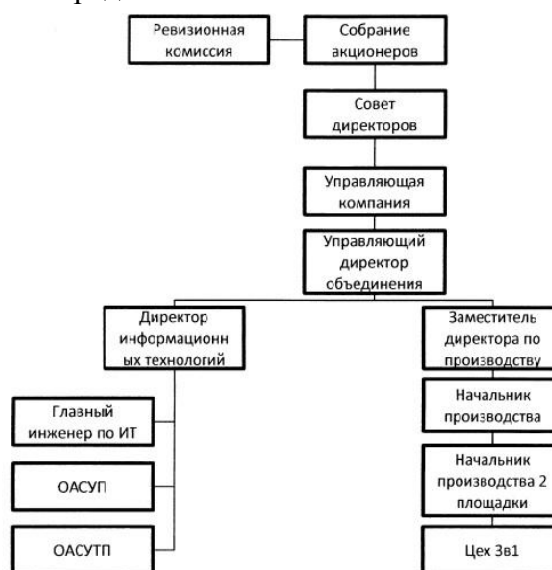 Ревизионная
комиссия
Собрание
акционеров
Совет
директоров
Управляющая
компания
Управляющий
директор
объединения
Директор
информационн
ых технологий
Заместитель
директора по
производству
Главный
инженер по ИТ
Начальник
производства
ОАСУП
Начальник
производства 2
площадки
ОАСУТП
Цех 3в1